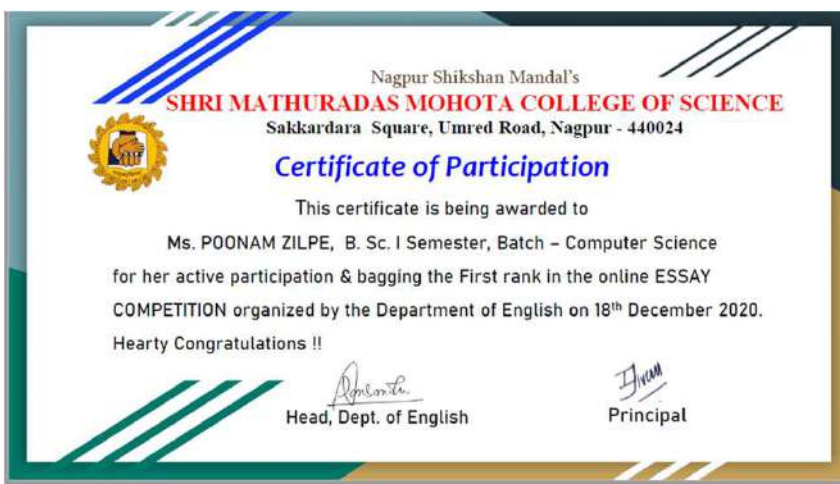 Nagpur Shikshan Mandal's
SHRI MATHURADAS MOHOTA COLLEGE OF SCIENCE
Sakkardara Square, Umred Road, Nagpur - 440024
Certificate of Participation
This certificate is being awarded to
Ms. POONAM ZILPE, B. Sc. I Semester, Batch – Computer Science
for her active participation & bagging the First rank in the online ESSAY
COMPETITION organized by the Department of English on 18th December 2020.
Hearty Congratulations !!
Head, Dept. of English
Principal